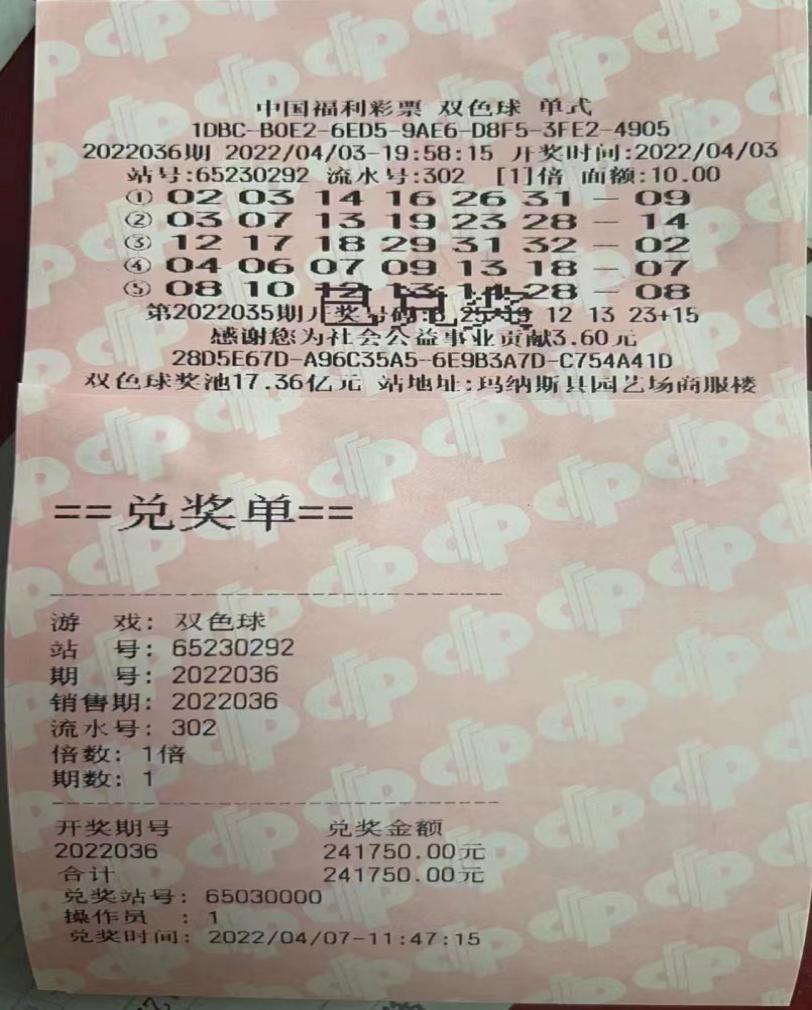 中国福利彩票 双色球 单式
1DBC-B0E2-6ED5-9AE6-D8F5-3FE2-4905
2022036期 2022/04/03-19:58:15 开奖时间:2022/04/03
站号:65230292 流水号:302 [1]倍 面额:10.00
① 02 03 14 16 26 31 - 09
② 03 07 13 19 23 28 - 14
③ 12 17 18 29 31 32 - 02
④ 04 06 07 09 13 18 - 07
⑤ 08 10 12 13 14 28 - 08
已兑奖
第2022035期开奖号码: 25 12 13 23+15
感谢您为社会公益事业贡献3.60元
28D5E67D-A96C35A5-6E9B3A7D-C754A41D
双色球奖池17.36亿元 站地址:玛纳斯县园艺场商服楼
==兑奖单==
游 戏: 双色球
站 号: 65230292
期 号: 2022036
销售期: 2022036
流水号: 302
倍数: 1倍
期数: 1
开奖期号 兑奖金额
2022036 241750.00元
合计 241750.00元
兑奖站号: 65030000
操作员 : 1
兑奖时间: 2022/04/07-11:47:15